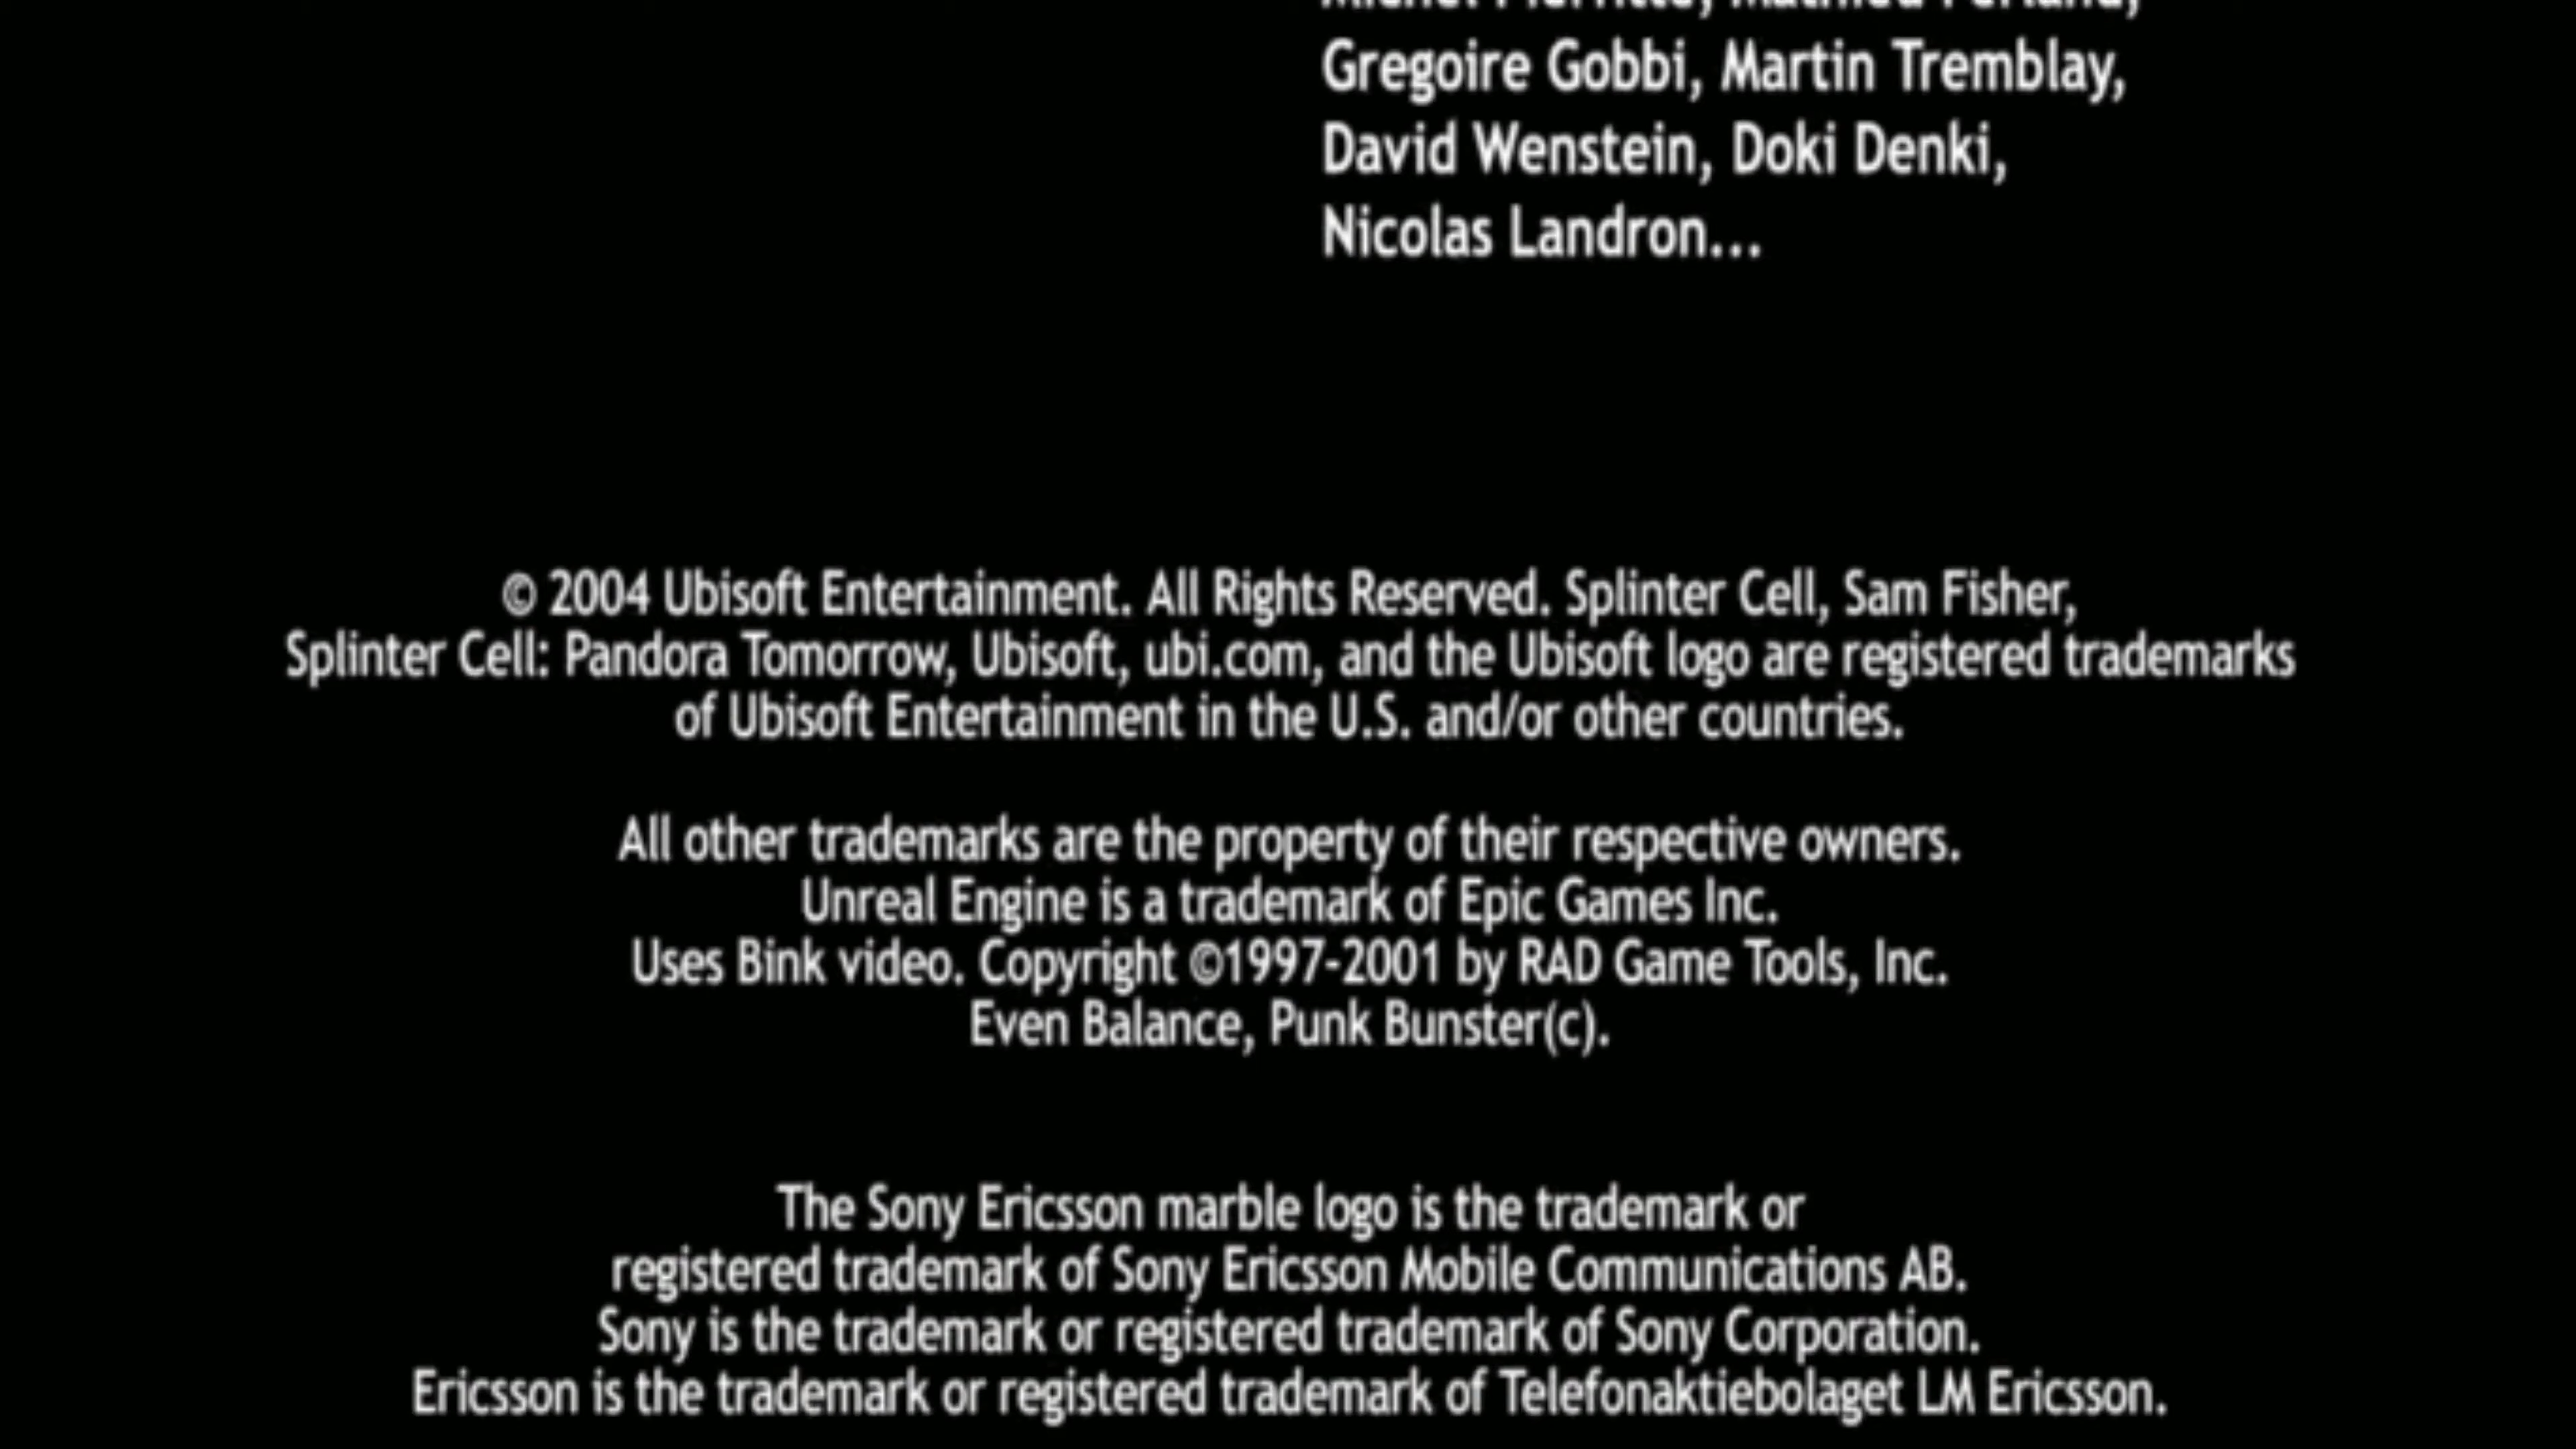 Gregoire Gobbi, Martin Tremblay,
David Wenstein, Doki Denki,
Nicolas Landron...
© 2004 Ubisoft Entertainment. All Rights Reserved. Splinter Cell, Sam Fisher,
Splinter Cell: Pandora Tomorrow, Ubisoft, ubi.com, and the Ubisoft logo are registered trademarks
of Ubisoft Entertainment in the U.S. and/or other countries.
All other trademarks are the property of their respective owners.
Unreal Engine is a trademark of Epic Games Inc.
Uses Bink video. Copyright ©1997-2001 by RAD Game Tools, Inc.
Even Balance, Punk Bunster(c).
The Sony Ericsson marble logo is the trademark or
registered trademark of Sony Ericsson Mobile Communications AB.
Sony is the trademark or registered trademark of Sony Corporation.
Ericsson is the trademark or registered trademark of Telefonaktiebolaget LM Ericsson.